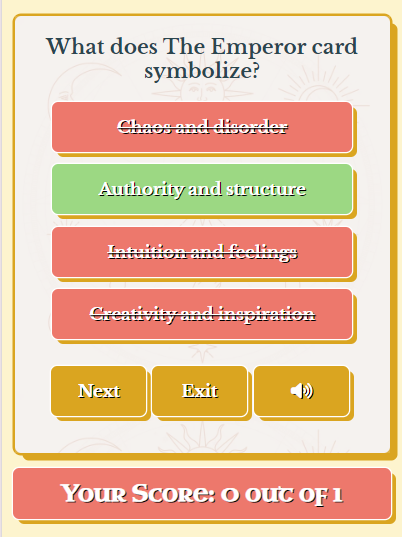 What does The Emperor card
symbolize?
Chaos and disorder
Authority and structure
Intuition and feelings
Creativity and inspiration
Next Exit
Your Score: 0 out of 1